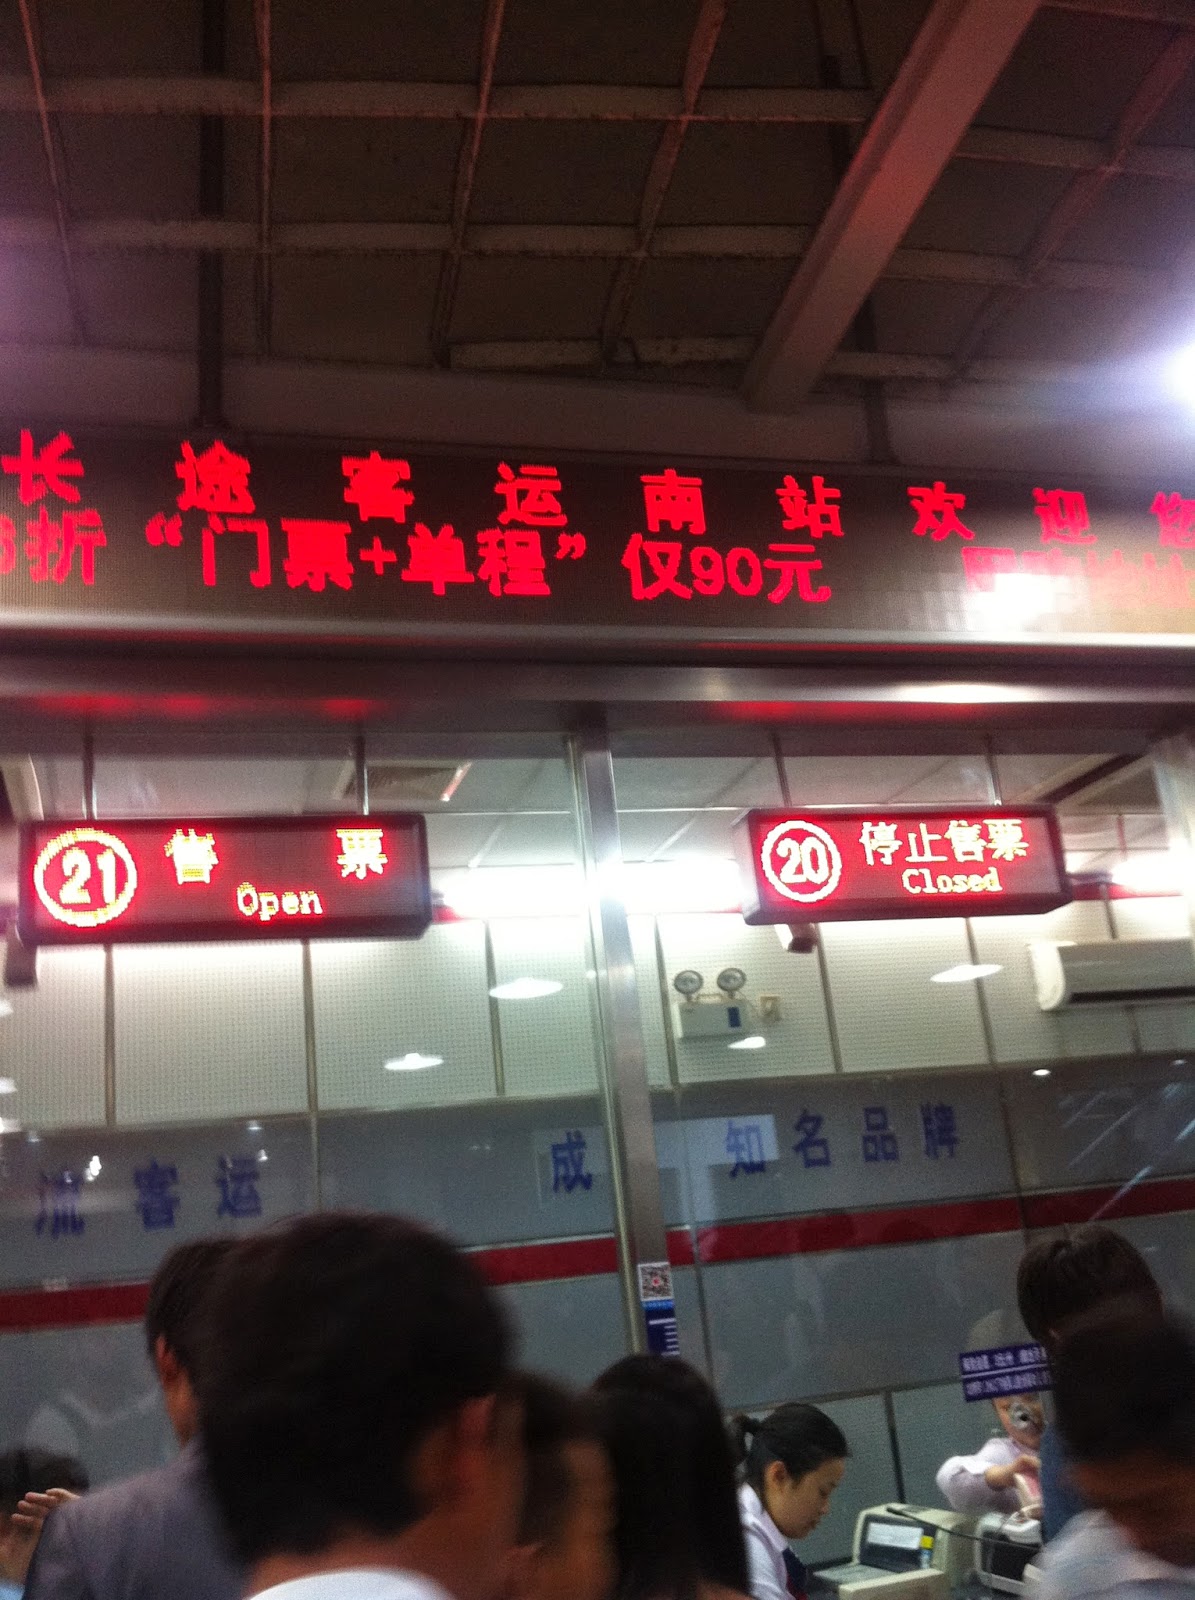 长途客运南站欢迎您
折“门票+单程”仅90元
21 售票
Open
20 停止售票
Closed
流客运 成 知名品牌